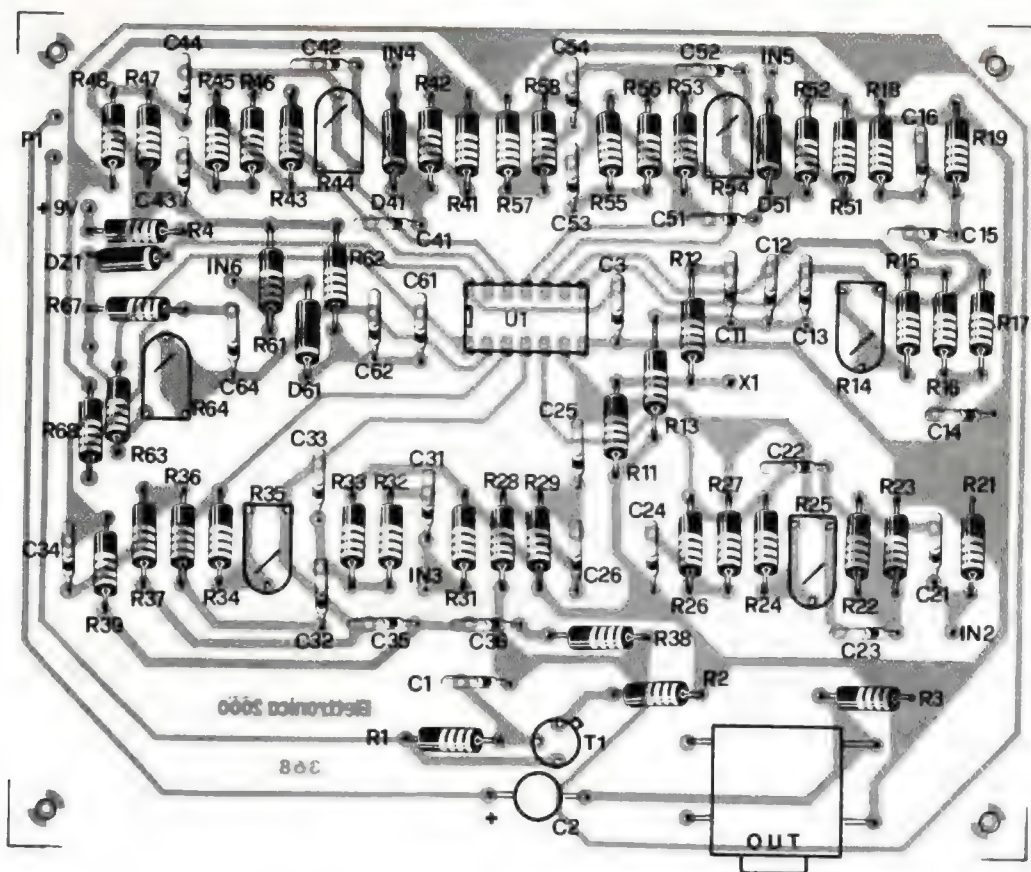 C44 C42 IN4 C54 C52 IN5
R48 R47 R45 R46 R42 R58 R56 R53 R52 R18
C16
P1 R19
R44 R54
C43 R43 D41 R41 R57 R55 D51 R51
+ 9V C53 C51
R4 C41 C15
DZ1 IN6 R62 C61 C3 R12 C12 R15
R67 U1 R17
R61 C11 C13
C64 D61 C62 X1 R14 R16
R64
R68 C25 R13 C14
R63 C33 R11
R36 R35 R33 R32 C31 R28 R29 C22
C24 R27 R25 R23 R21
C34
IN3 C26
R37 R34 R31 R26 R24 R22 C21
R39
C32 C35 C36 R38 C23 IN2
C1 R2 R3
Elettronica 2000
R1 T1
368
+ C2
OUT